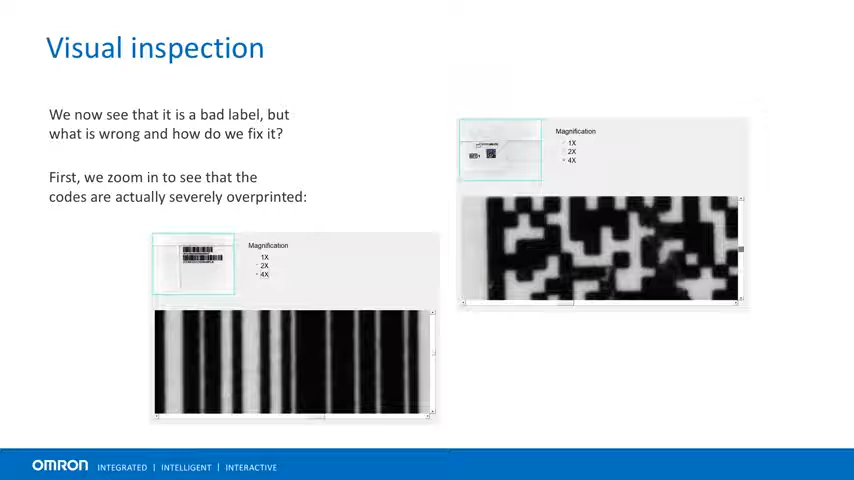 Visual inspection
We now see that it is a bad label, but
what is wrong and how do we fix it?
First, we zoom in to see that the
codes are actually severely overprinted:
Magnification
1X
2X
4X
Magnification
1X
2X
4X
OMRON INTEGRATED | INTELLIGENT | INTERACTIVE